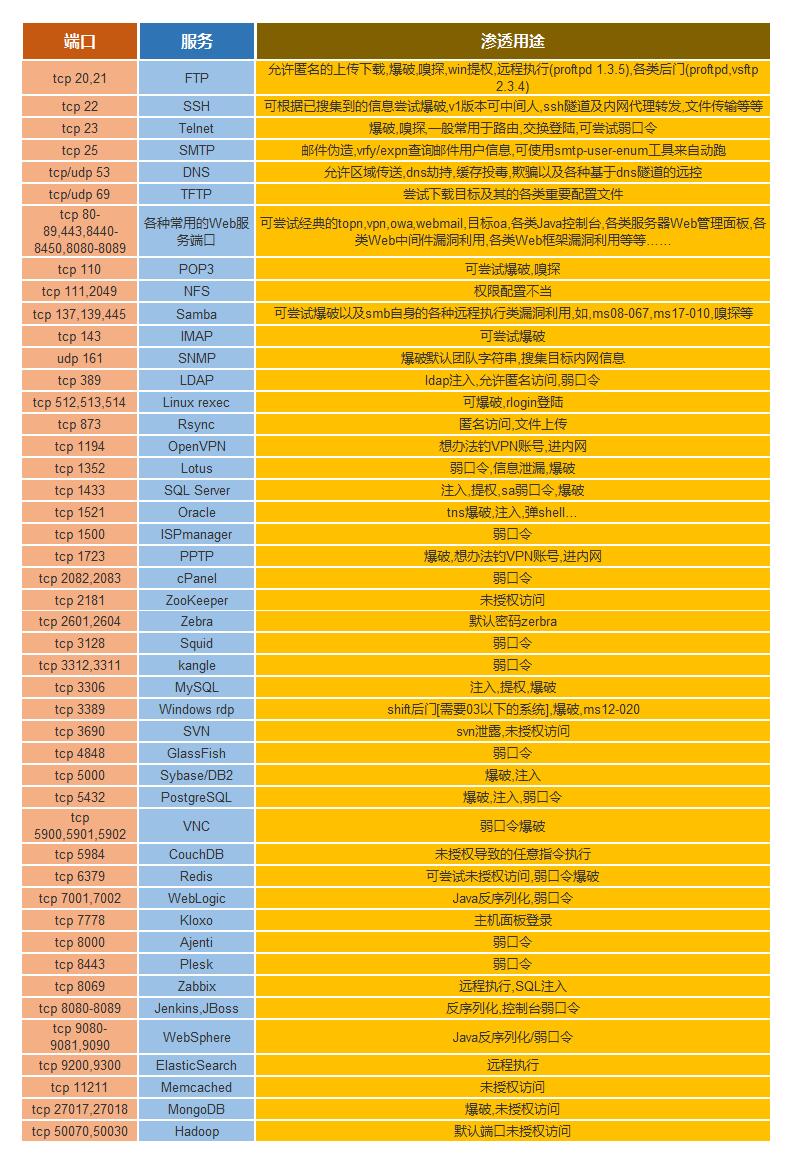 端口 服务 渗透用途
tcp 20,21 FTP 允许匿名的上传下载,爆破,嗅探,win提权,远程执行(proftpd 1.3.5),各类后门(proftpd,vsftp
2.3.4)
tcp 22 SSH 可根据已搜集到的信息尝试爆破,v1版本可中间人,ssh隧道及内网代理转发,文件传输等等
tcp 23 Telnet 爆破,嗅探,一般常用于路由,交换登陆,可尝试弱口令
tcp 25 SMTP 邮件伪造,vrfy/expn查询邮件用户信息,可使用smtp-user-enum工具来自动跑
tcp/udp 53 DNS 允许区域传送,dns劫持,缓存投毒,欺骗以及各种基于dns隧道的远控
tcp/udp 69 TFTP 尝试下载目标及其的各类重要配置文件
tcp 80-
89,443,8440-
8450,8080-8089
各种常用的Web服
务端口
可尝试经典的topn,vpn,owa,webmail,目标oa,各类Java控制台,各类服务器Web管理面板,各
类Web中间件漏洞利用,各类Web框架漏洞利用等等……
tcp 110 POP3 可尝试爆破,嗅探
tcp 111,2049 NFS 权限配置不当
tcp 137,139,445 Samba 可尝试爆破以及smb自身的各种远程执行类漏洞利用,如,ms08-067,ms17-010,嗅探等
tcp 143 IMAP 可尝试爆破
udp 161 SNMP 爆破默认团队字符串,搜集目标内网信息
tcp 389 LDAP ldap注入,允许匿名访问,弱口令
tcp 512,513,514 Linux rexec 可爆破,rlogin登陆
tcp 873 Rsync 匿名访问,文件上传
tcp 1194 OpenVPN 想办法钓VPN账号,进内网
tcp 1352 Lotus 弱口令,信息泄漏,爆破
tcp 1433 SQL Server 注入,提权,sa弱口令,爆破
tcp 1521 Oracle tns爆破,注入,弹shell…
tcp 1500 ISPmanager 弱口令
tcp 1723 PPTP 爆破,想办法钓VPN账号,进内网
tcp 2082,2083 cPanel 弱口令
tcp 2181 ZooKeeper 未授权访问
tcp 2601,2604 Zebra 默认密码zerbra
tcp 3128 Squid 弱口令
tcp 3312,3311 kangle 弱口令
tcp 3306 MySQL 注入,提权,爆破
tcp 3389 Windows rdp shift后门[需要03以下的系统],爆破,ms12-020
tcp 3690 SVN svn泄露,未授权访问
tcp 4848 GlassFish 弱口令
tcp 5000 Sybase/DB2 爆破,注入
tcp 5432 PostgreSQL 爆破,注入,弱口令
tcp
5900,5901,5902
VNC 弱口令爆破
tcp 5984 CouchDB 未授权导致的任意指令执行
tcp 6379 Redis 可尝试未授权访问,弱口令爆破
tcp 7001,7002 WebLogic Java反序列化,弱口令
tcp 7778 Kloxo 主机面板登录
tcp 8000 Ajenti 弱口令
tcp 8443 Plesk 弱口令
tcp 8069 Zabbix 远程执行,SQL注入
tcp 8080-8089 Jenkins,JBoss 反序列化,控制台弱口令
tcp 9080-
9081,9090
WebSphere Java反序列化/弱口令
tcp 9200,9300 ElasticSearch 远程执行
tcp 11211 Memcached 未授权访问
tcp 27017,27018 MongoDB 爆破,未授权访问
tcp 50070,50030 Hadoop 默认端口未授权访问